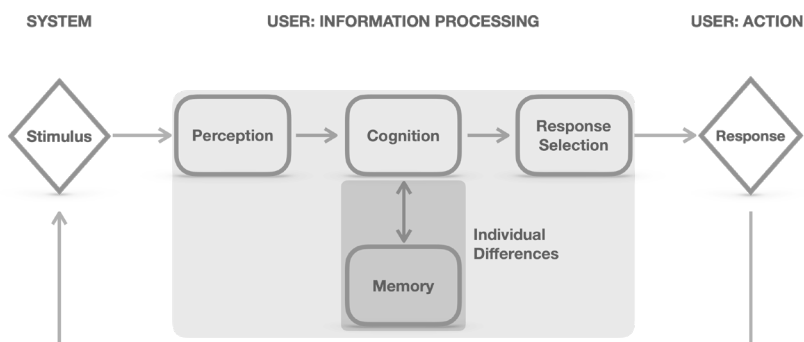 SYSTEM
USER: INFORMATION PROCESSING
USER: ACTION
Stimulus
Perception
Cognition
Response
Selection
Response
Individual
Differences
Memory